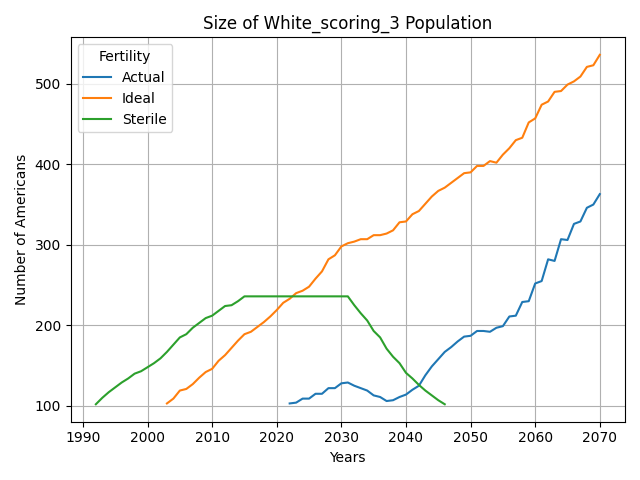 Size of White_scoring_3 Population
Fertility
Actual
Ideal
Sterile
Number of Americans
500
400
300
200
100
1990
2000
2010
2020
2030
2040
2050
2060
2070
Years